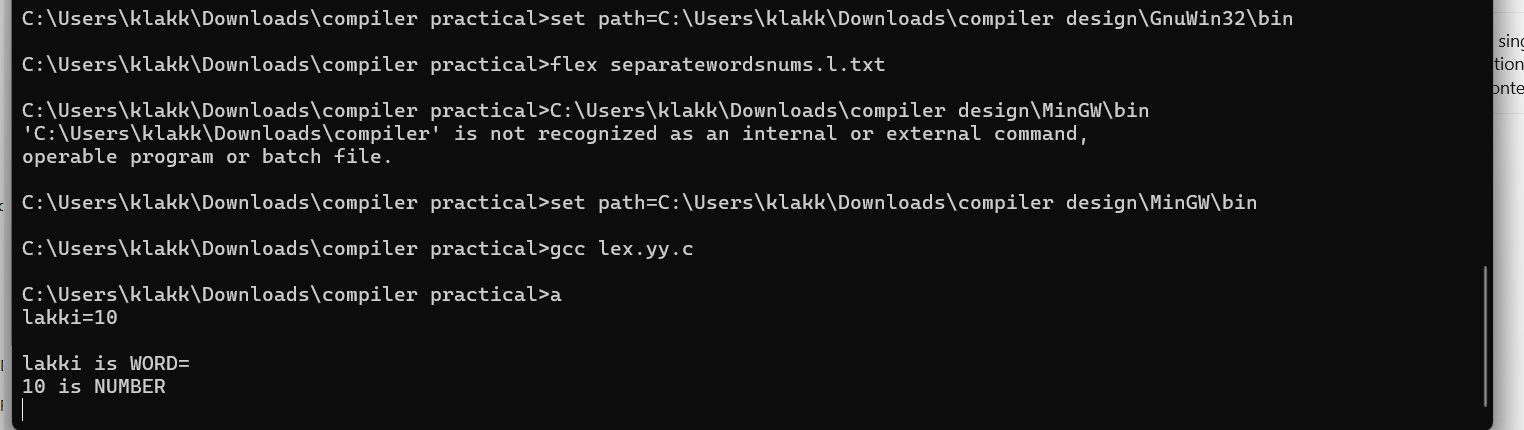 C:\Users\klakk\Downloads\compiler practical>set path=C:\Users\klakk\Downloads\compiler design\GnuWin32\bin
C:\Users\klakk\Downloads\compiler practical>flex separatewordsnums.l.txt
C:\Users\klakk\Downloads\compiler practical>C:\Users\klakk\Downloads\compiler design\MinGW\bin
'C:\Users\klakk\Downloads\compiler' is not recognized as an internal or external command,
operable program or batch file.
C:\Users\klakk\Downloads\compiler practical>set path=C:\Users\klakk\Downloads\compiler design\MinGW\bin
C:\Users\klakk\Downloads\compiler practical>gcc lex.yy.c
C:\Users\klakk\Downloads\compiler practical>a
lakki=10
lakki is WORD=
10 is NUMBER